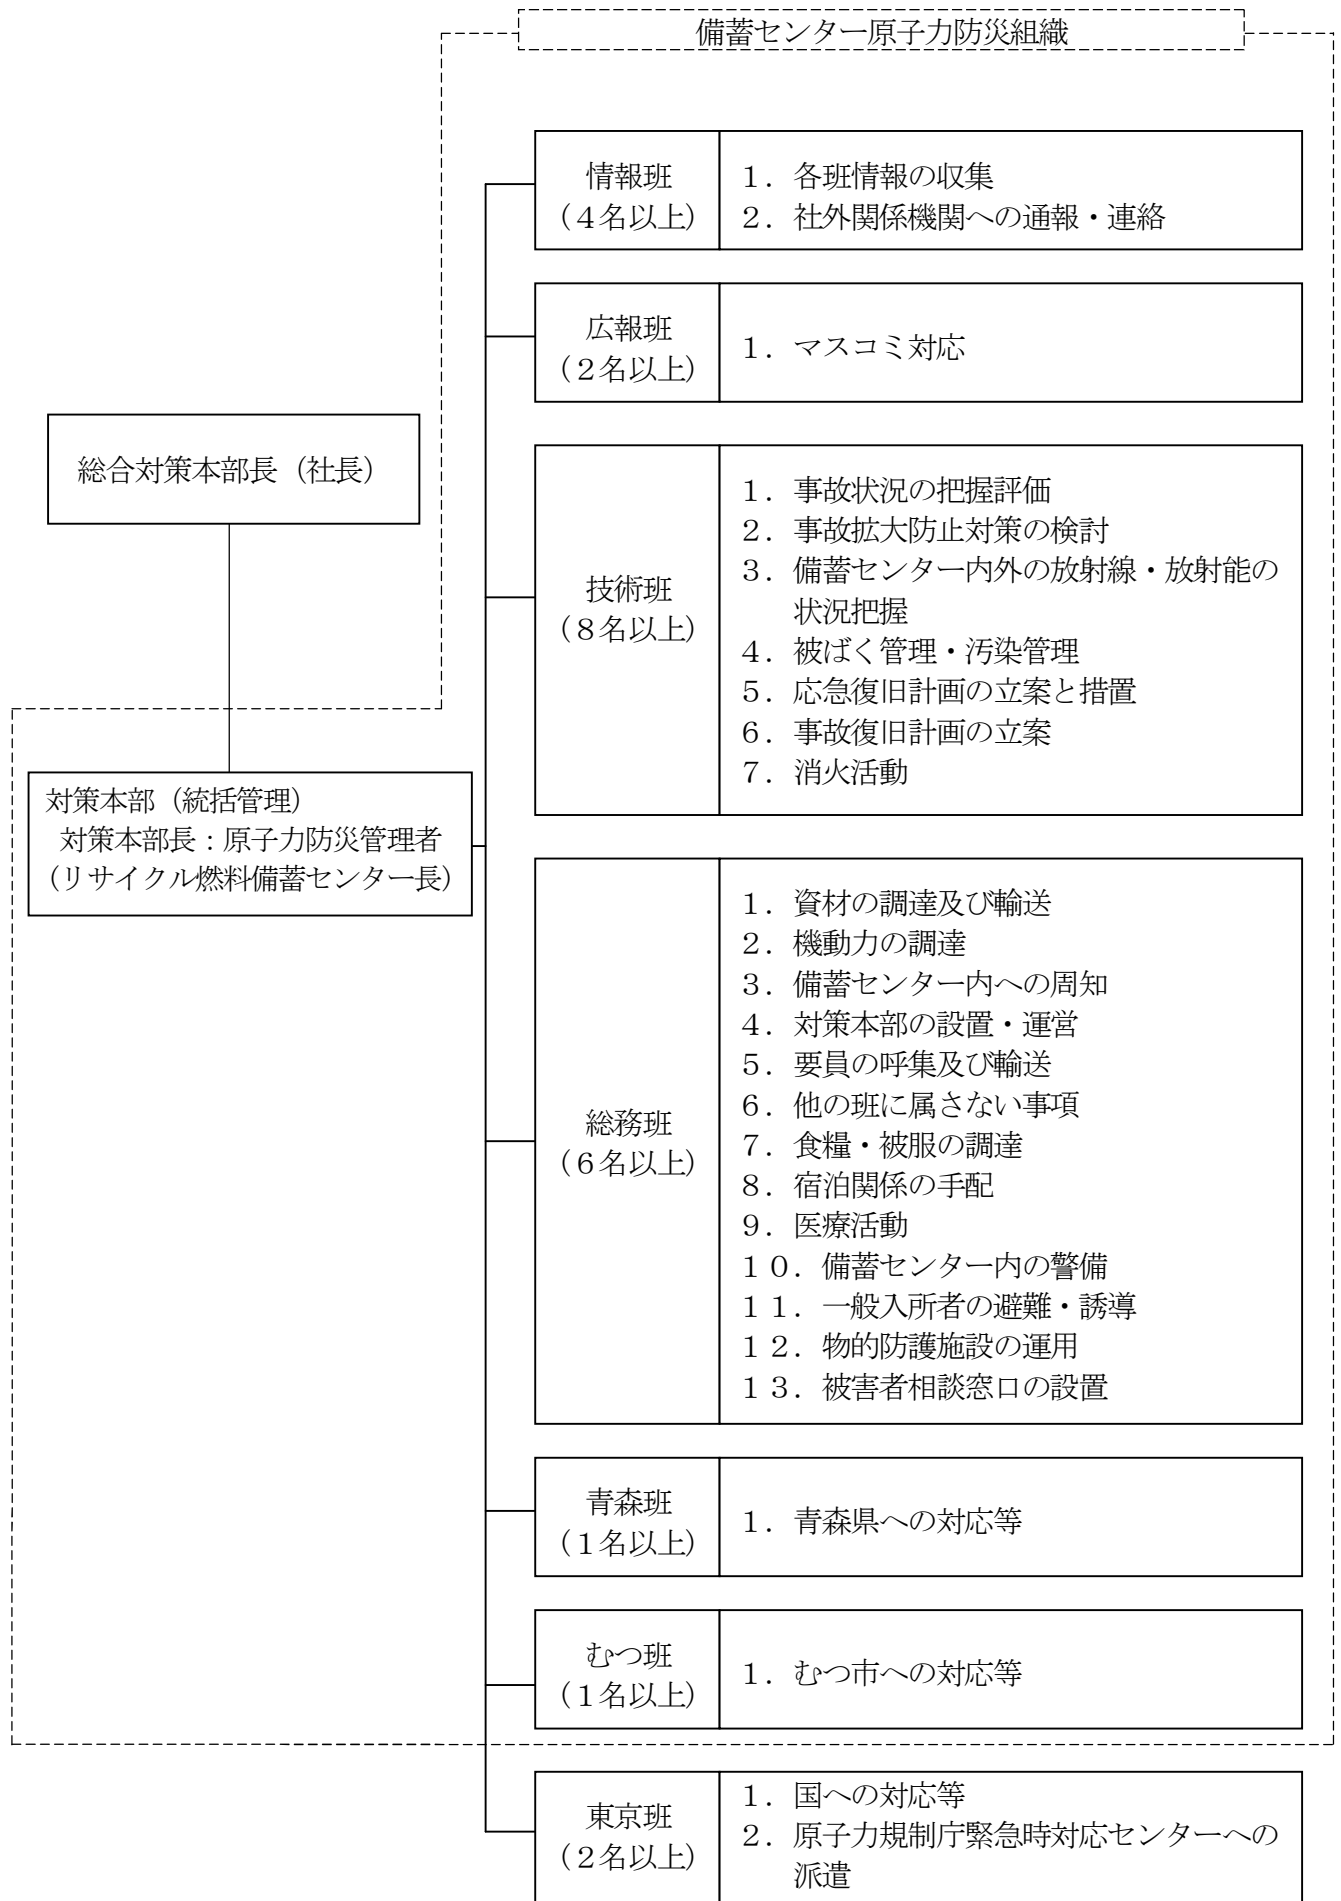 備蓄センター原子力防災組織
情報班
（４名以上）
１．各班情報の収集
２．社外関係機関への通報・連絡
広報班
（２名以上）
１．マスコミ対応
総合対策本部長（社長）
技術班
（８名以上）
１．事故状況の把握評価
２．事故拡大防止対策の検討
３．備蓄センター内外の放射線・放射能の
状況把握
４．被ばく管理・汚染管理
５．応急復旧計画の立案と措置
６．事故復旧計画の立案
７．消火活動
対策本部（統括管理）
対策本部長：原子力防災管理者
（リサイクル燃料備蓄センター長）
総務班
（６名以上）
１．資材の調達及び輸送
２．機動力の調達
３．備蓄センター内への周知
４．対策本部の設置・運営
５．要員の呼集及び輸送
６．他の班に属さない事項
７．食糧・被服の調達
８．宿泊関係の手配
９．医療活動
１０．備蓄センター内の警備
１１．一般入所者の避難・誘導
１２．物的防護施設の運用
１３．被害者相談窓口の設置
青森班
（１名以上）
１．青森県への対応等
むつ班
（１名以上）
１．むつ市への対応等
東京班
（２名以上）
１．国への対応等
２．原子力規制庁緊急時対応センターへの
派遣